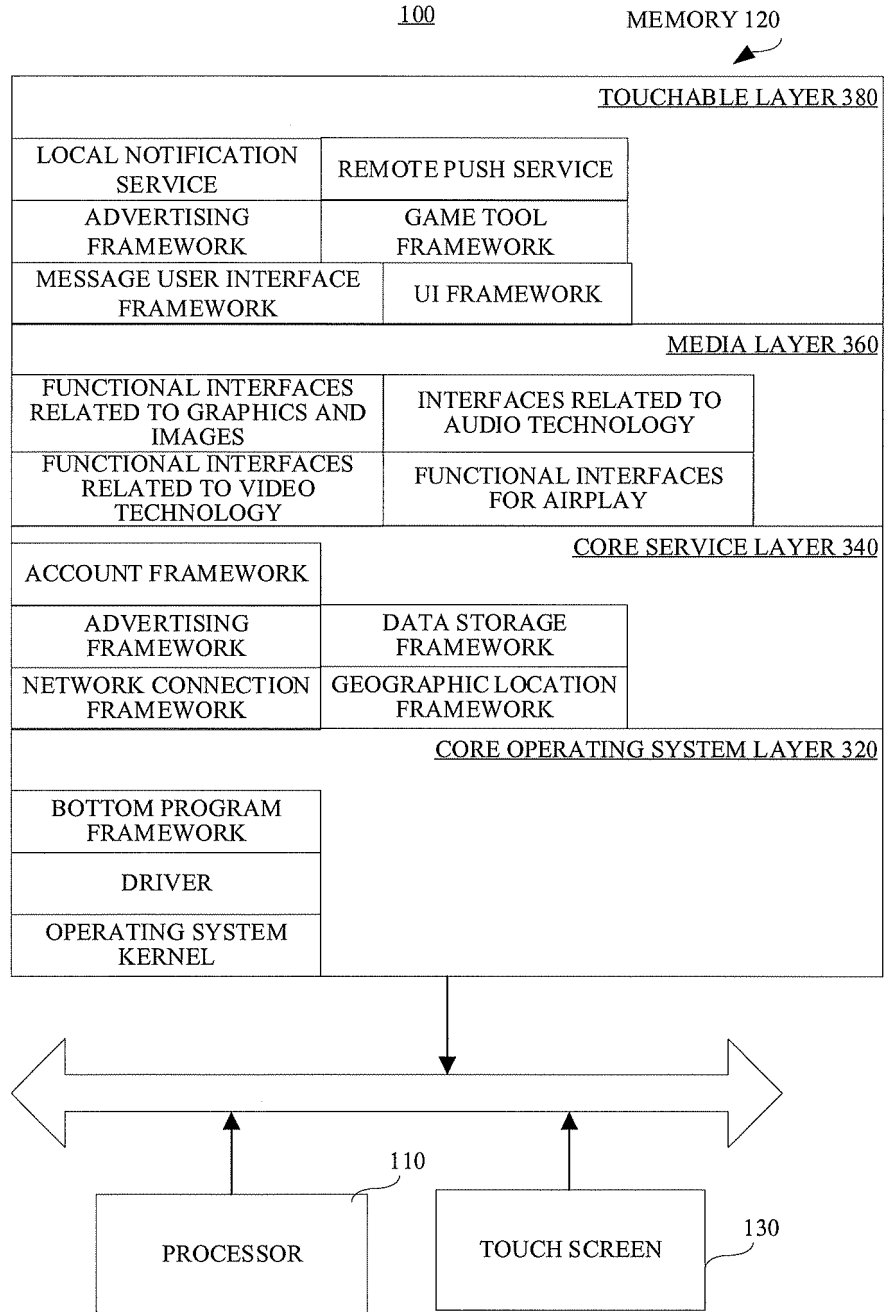 100
MEMORY 120
TOUCHABLE LAYER 380
LOCAL NOTIFICATION
SERVICE
REMOTE PUSH SERVICE
ADVERTISING
FRAMEWORK
GAME TOOL
FRAMEWORK
MESSAGE USER INTERFACE
FRAMEWORK
UI FRAMEWORK
MEDIA LAYER 360
FUNCTIONAL INTERFACES
RELATED TO GRAPHICS AND
IMAGES
INTERFACES RELATED TO
AUDIO TECHNOLOGY
FUNCTIONAL INTERFACES
RELATED TO VIDEO
TECHNOLOGY
FUNCTIONAL INTERFACES
FOR AIRPLAY
CORE SERVICE LAYER 340
ACCOUNT FRAMEWORK
ADVERTISING
FRAMEWORK
DATA STORAGE
FRAMEWORK
NETWORK CONNECTION
FRAMEWORK
GEOGRAPHIC LOCATION
FRAMEWORK
CORE OPERATING SYSTEM LAYER 320
BOTTOM PROGRAM
FRAMEWORK
DRIVER
OPERATING SYSTEM
KERNEL
110
PROCESSOR
TOUCH SCREEN
130